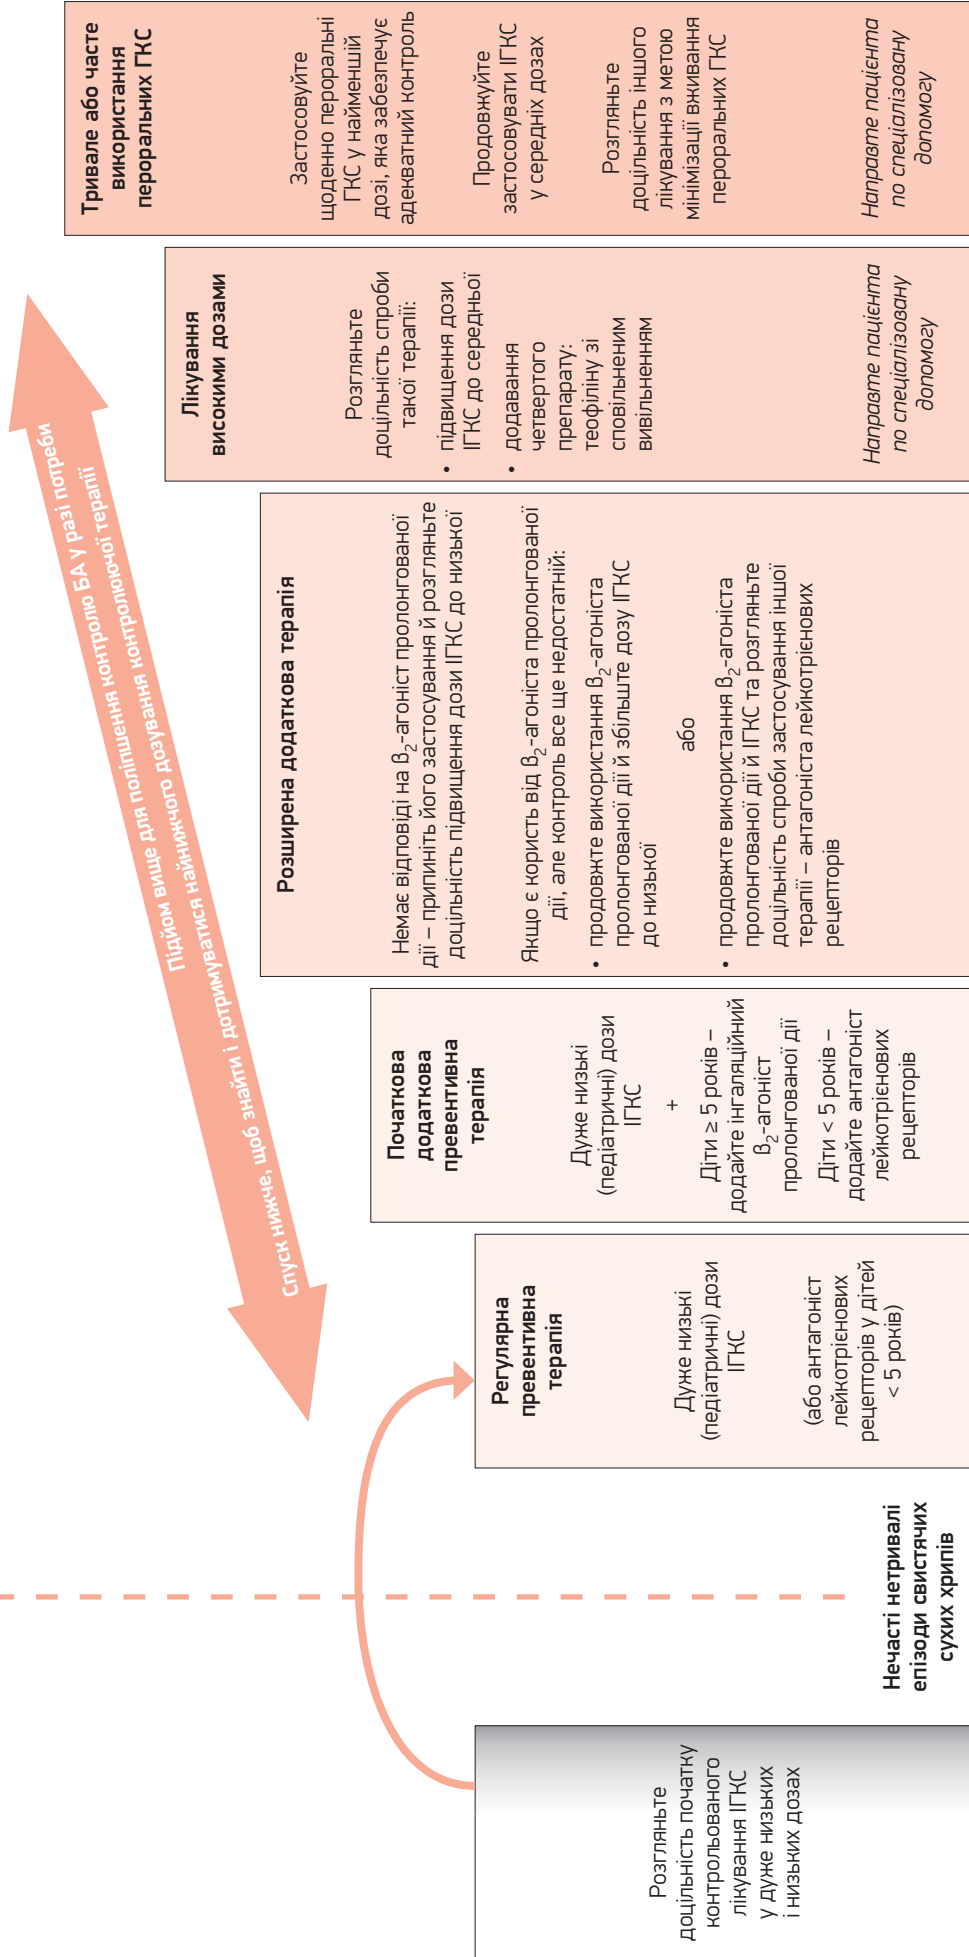 Підйом вище для поліпшення контролю БА у разі потреби
Спуск нижче, щоб знайти і дотримуватися найнижчого дозування контролюючої терапії
Розгляньте
доцільність початку
контрольованого
лікування ІГКС
у дуже низьких
і низьких дозах
Нечасті нетривалі
епізоди свистячих
сухих хрипів
Регулярна
превентивна
терапія
Дуже низькі
(педіатричні) дози
ІГКС
(або антагоніст
лейкотрієнових
рецепторів у дітей
< 5 років)
Початкова
додаткова
превентивна
терапія
Дуже низькі
(педіатричні) дози
ІГКС
+
Діти ≥ 5 років –
додайте інгаляційний
β₂-агоніст
пролонгованої дії
Діти < 5 років –
додайте антагоніст
лейкотрієнових
рецепторів
Розширена додаткова терапія
Немає відповіді на β₂-агоніст пролонгованої
дії – припиніть його застосування й розгляньте
доцільність підвищення дози ІГКС до низької
Якщо є користь від β₂-агоніста пролонгованої
дії, але контроль все ще недостатній:
• продовжте використання β₂-агоніста
пролонгованої дії й збільште дозу ІГКС
до низької
або
• продовжте використання β₂-агоніста
пролонгованої дії й ІГКС та розгляньте
доцільність спроби застосування іншої
терапії – антагоніста лейкотрієнових
рецепторів
Лікування
високими дозами
Розгляньте
доцільність спроби
такої терапії:
• підвищення дози
ІГКС до середньої
• додавання
четвертого
препарату:
теофіліну зі
сповільненим
вивільненням
Направте пацієнта
по спеціалізовану
допомогу
Тривале або часте
використання
пероральних ГКС
Застосовуйте
щоденно пероральні
ГКС у найменшій
дозі, яка забезпечує
адекватний контроль
Продовжуйте
застосовувати ІГКС
у середніх дозах
Розгляньте
доцільність іншого
лікування з метою
мінімізації вживання
пероральних ГКС
Направте пацієнта
по спеціалізовану
допомогу